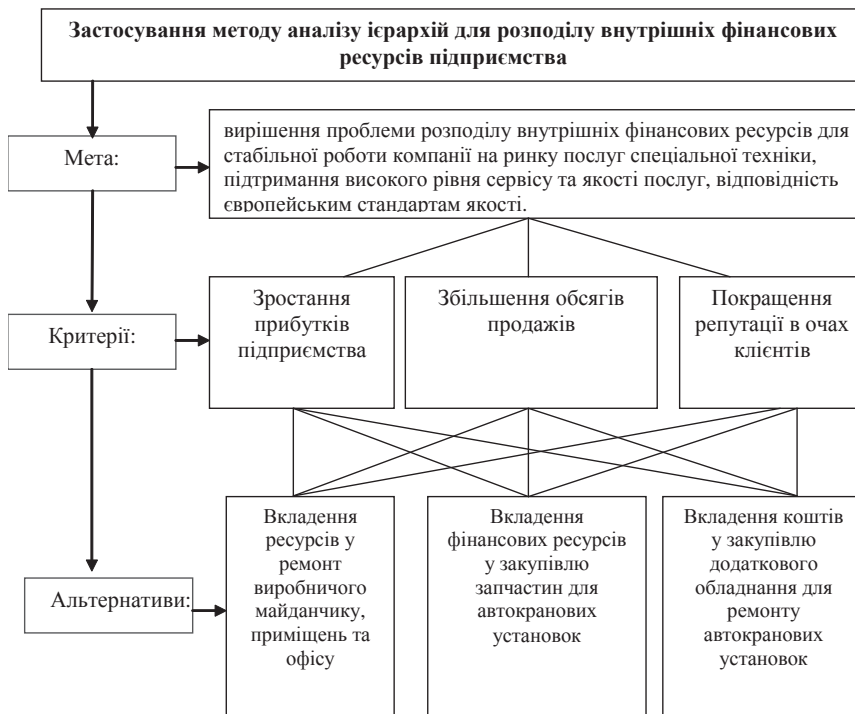 Застосування методу аналізу ієрархій для розподілу внутрішніх фінансових
ресурсів підприємства
Мета:
вирішення проблеми розподілу внутрішніх фінансових ресурсів для
стабільної роботи компанії на ринку послуг спеціальної техніки,
підтримання високого рівня сервісу та якості послуг, відповідність
європейським стандартам якості.
Критерії:
Зростання
прибутків
підприємства
Збільшення обсягів
продажів
Покращення
репутації в очах
клієнтів
Альтернативи:
Вкладення
ресурсів у
ремонт
виробничого
майданчику,
приміщень та
офісу
Вкладення
фінансових ресурсів
у закупівлю
запчастин для
автокранових
установок
Вкладення коштів
у закупівлю
додаткового
обладнання для
ремонту
автокранових
установок